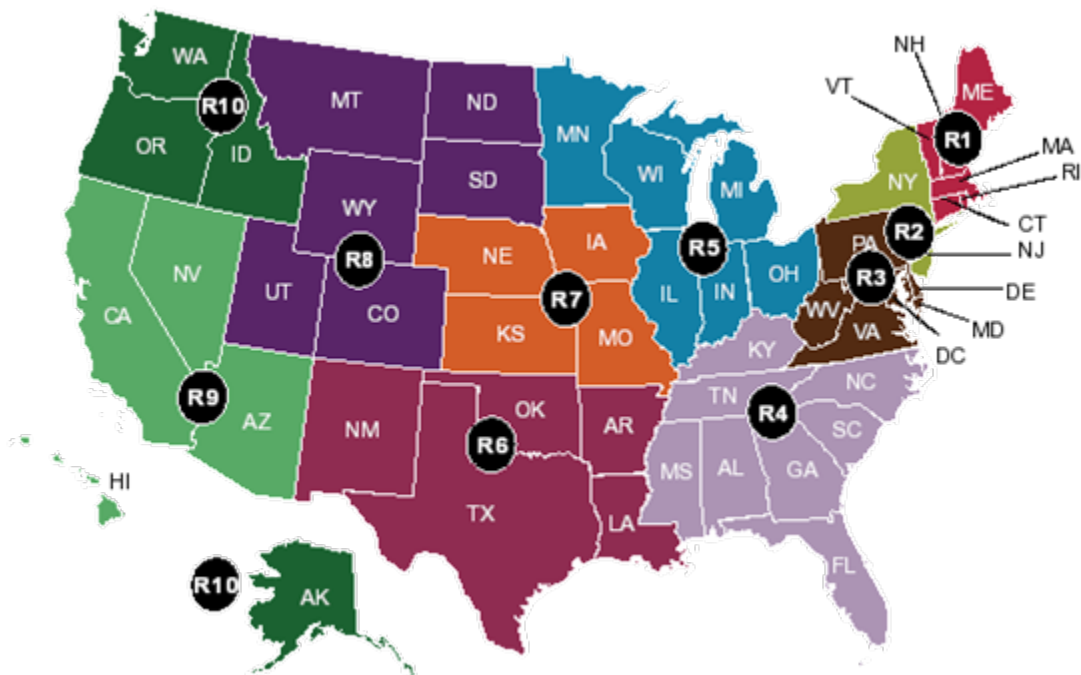 NH
WA
VT
ME
R10
MT
ND
MN
R1
OR
ID
MA
WI
MI
RI
SD
NY
WY
CT
R2
PA
R5
NJ
R8
NE
IA
NV
OH
R3
UT
IL
IN
DE
R7
CO
WV
MD
CA
KS
MO
VA
DC
KY
NC
TN
R9
R4
OK
AZ
NM
AR
SC
R6
MS
AL
GA
HI
TX
LA
FL
R10
AK